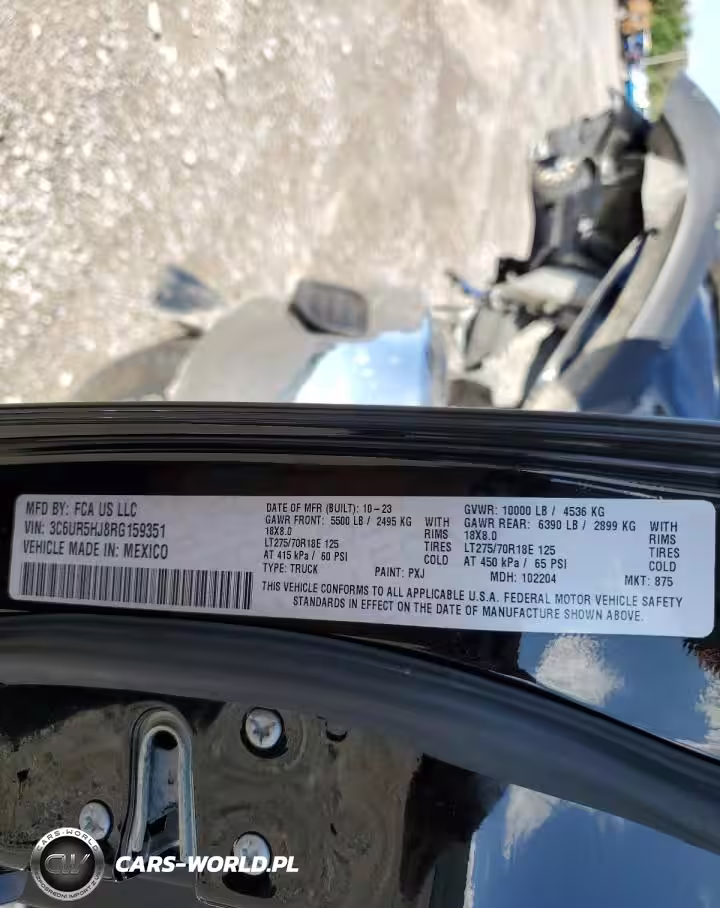 MFD BY: FCA US LLC
VIN: 3C6UR5HJ8RG159351
VEHICLE MADE IN: MEXICO
DATE OF MFR (BUILT): 10-23
GAWR FRONT: 5500 LB / 2495 KG WITH
18X8.0 RIMS
LT275/70R18E 125 TIRES
AT 415 kPa / 60 PSI COLD
TYPE: TRUCK PAINT: PXJ
GVWR: 10000 LB / 4536 KG
GAWR REAR: 6390 LB / 2899 KG WITH
18X8.0 RIMS
LT275/70R18E 125 TIRES
AT 450 kPa / 65 PSI COLD
MDH: 102204 MKT: 875
THIS VEHICLE CONFORMS TO ALL APPLICABLE U.S.A. FEDERAL MOTOR VEHICLE SAFETY
STANDARDS IN EFFECT ON THE DATE OF MANUFACTURE SHOWN ABOVE.
CARS-WORLD
CW
CARS-WORLD.PL